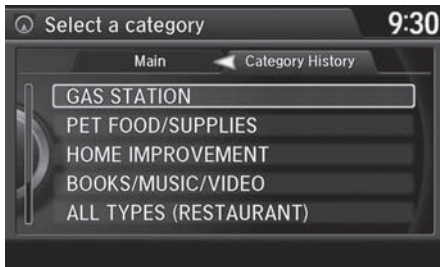 Select a category
9:30
Main
Category History
GAS STATION
PET FOOD/SUPPLIES
HOME IMPROVEMENT
BOOKS/MUSIC/VIDEO
ALL TYPES (RESTAURANT)